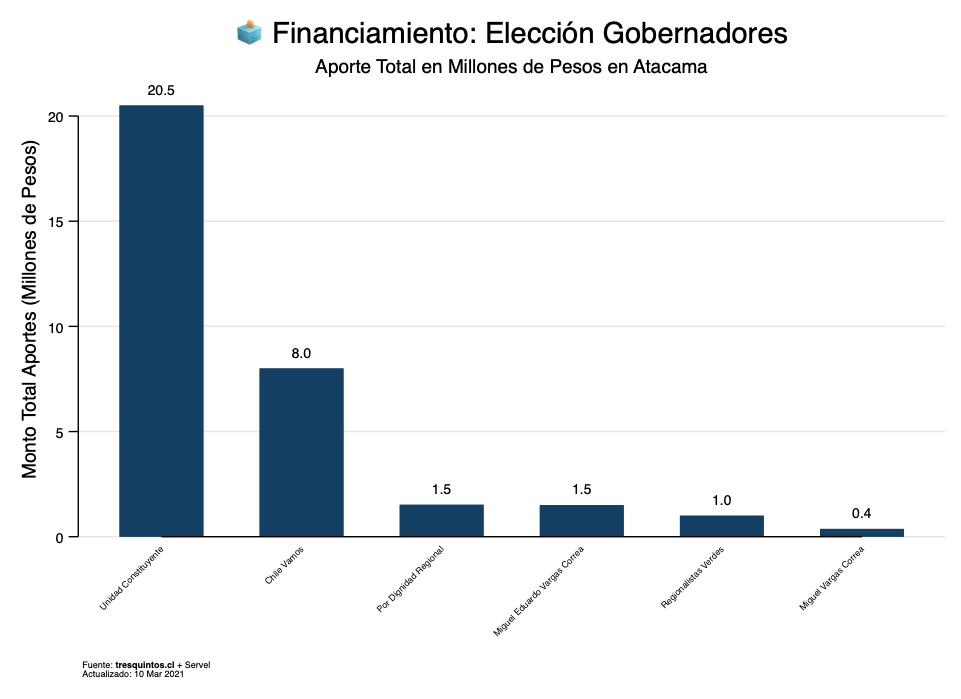 Financiamiento: Elección Gobernadores
Aporte Total en Millones de Pesos en Atacama
Monto Total Aportes (Millones de Pesos)
20
15
10
5
0
20.5
8.0
1.5
1.5
1.0
0.4
Unidad Constituyente
Chile Vamos
Por Dignidad Regional
Miguel Eduardo Vargas Correa
Regionalistas Verdes
Miguel Vargas Correa
Fuente: tresquintos.cl + Servel
Actualizado: 10 Mar 2021